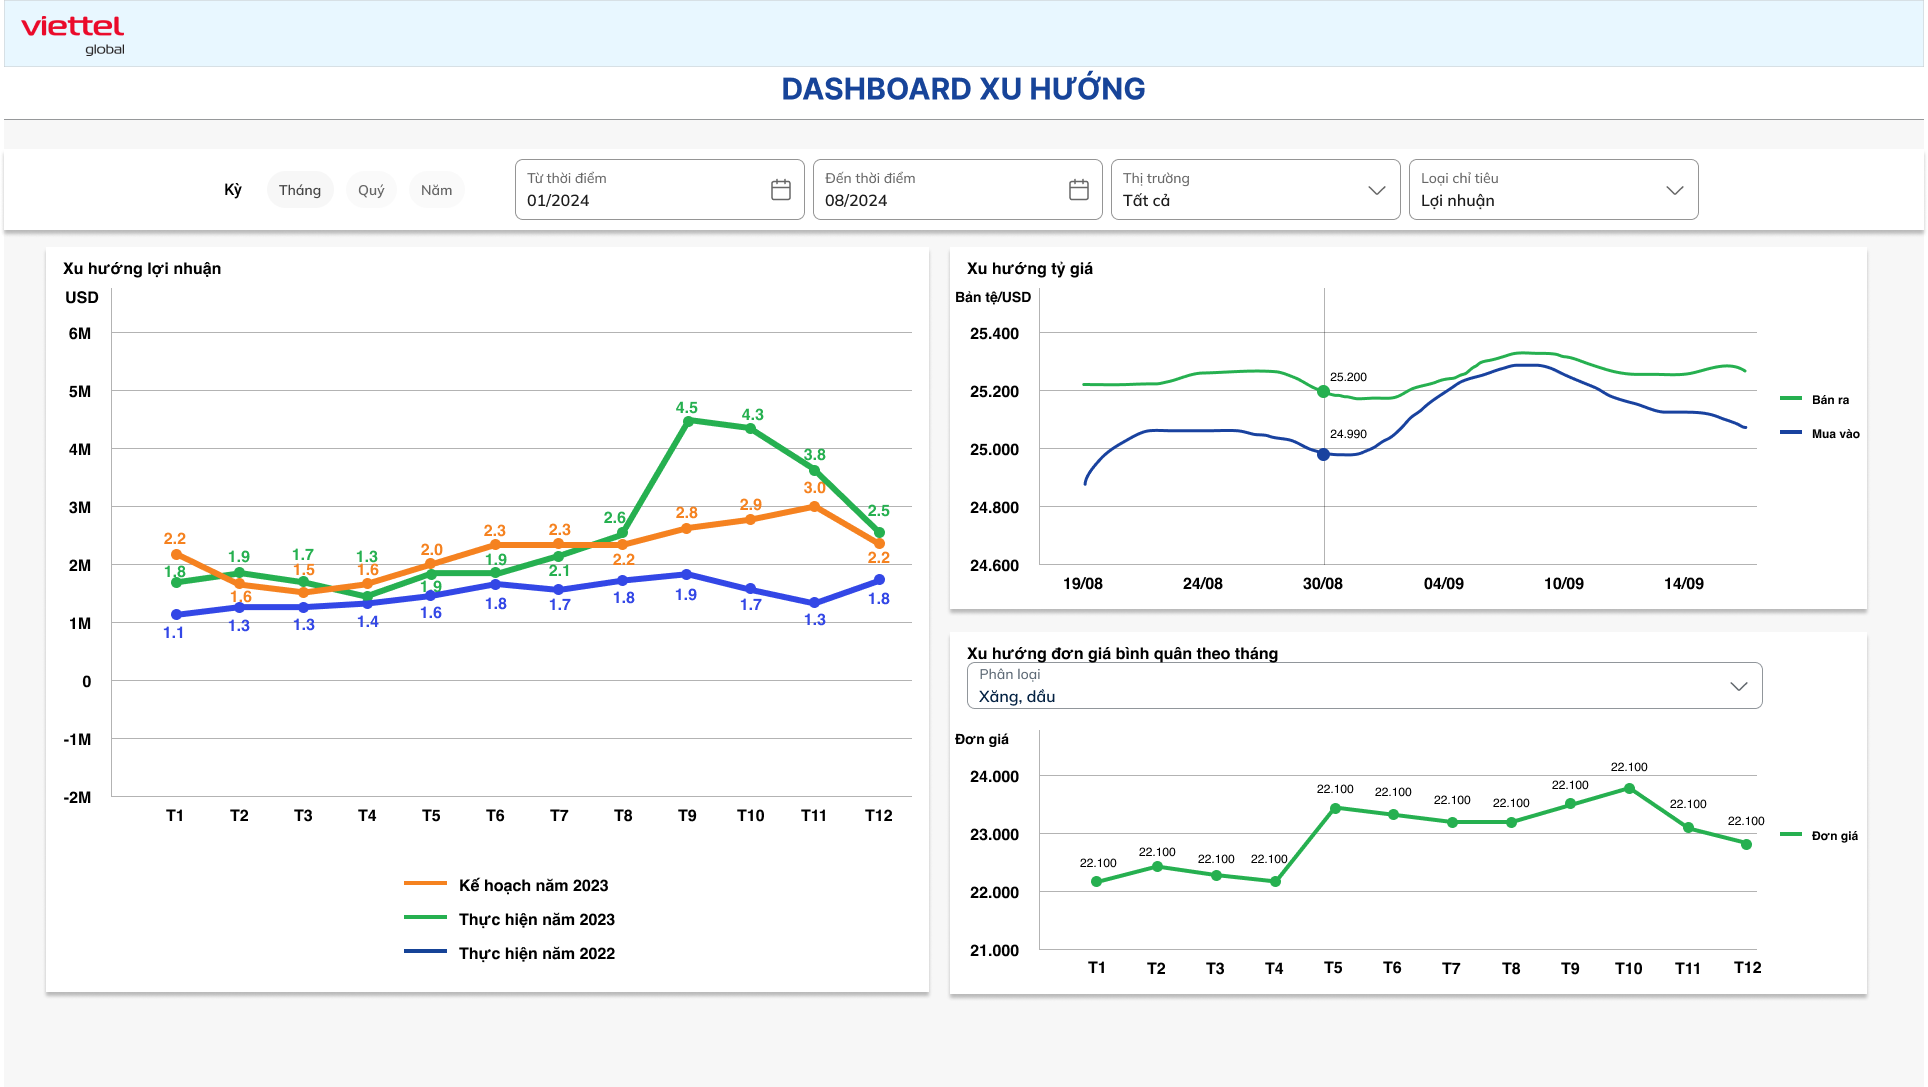 viettel
global
DASHBOARD XU HƯỚNG
Kỳ
Tháng
Quý
Năm
Từ thời điểm
01/2024
Đến thời điểm
08/2024
Thị trường
Tất cả
Loại chỉ tiêu
Lợi nhuận
Xu hướng lợi nhuận
USD
6M
5M
4M
3M
2M
1M
0
-1M
-2M
2.2
1.6
1.5
1.6
2.0
2.3
2.3
2.2
2.8
2.9
3.0
2.2
1.8
1.9
1.7
1.3
1.9
1.9
2.1
2.6
4.5
4.3
3.8
2.5
1.1
1.3
1.3
1.4
1.6
1.8
1.7
1.8
1.9
1.7
1.3
1.8
T1 T2 T3 T4 T5 T6 T7 T8 T9 T10 T11 T12
Kế hoạch năm 2023
Thực hiện năm 2023
Thực hiện năm 2022
Xu hướng tỷ giá
Bản tệ/USD
25.400
25.200
25.000
24.800
24.600
25.200
24.990
19/08 24/08 30/08 04/09 10/09 14/09
Bán ra
Mua vào
Xu hướng đơn giá bình quân theo tháng
Phân loại
Xăng, dầu
Đơn giá
24.000
23.000
22.000
21.000
22.100
22.100
22.100
22.100
22.100
22.100
22.100
22.100
22.100
22.100
22.100
22.100
T1 T2 T3 T4 T5 T6 T7 T8 T9 T10 T11 T12
Đơn giá